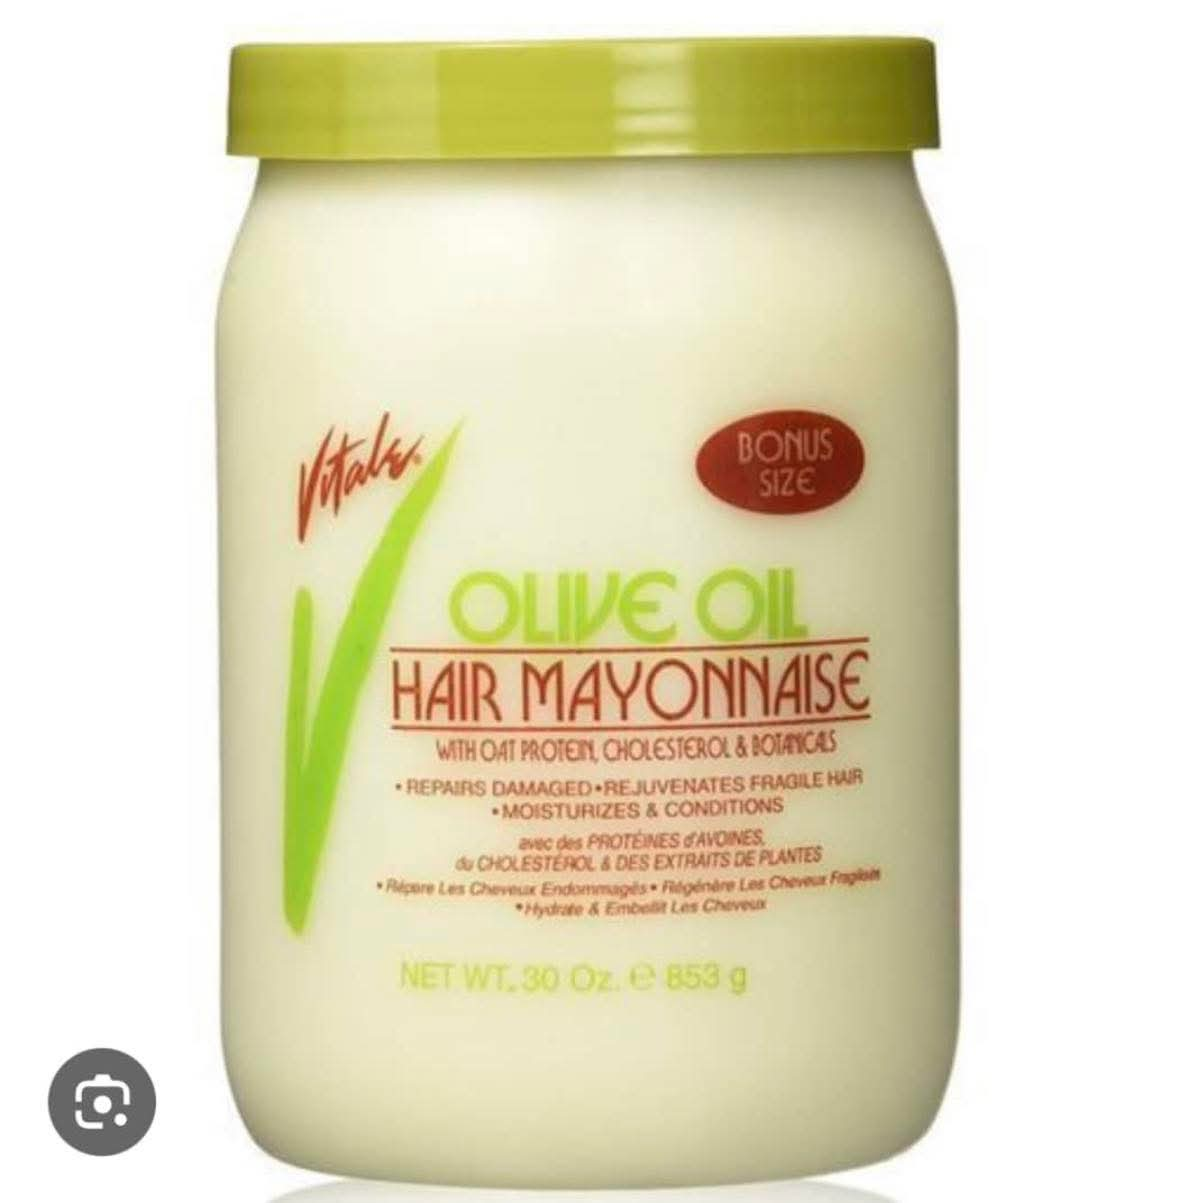 Vitale
BONUS
SIZE
OLIVE OIL
HAIR MAYONNAISE
WITH OAT PROTEIN, CHOLESTEROL & BOTANICALS
• REPAIRS DAMAGED • REJUVENATES FRAGILE HAIR
• MOISTURIZES & CONDITIONS
avec des PROTÉINES d'AVOINES,
du CHOLESTÉROL & DES EXTRAITS DE PLANTES
• Répare Les Cheveux Endommagés • Régénère Les Cheveux Fragiles
• Hydrate & Embellit Les Cheveux
NET WT. 30 Oz. ℮ 853 g